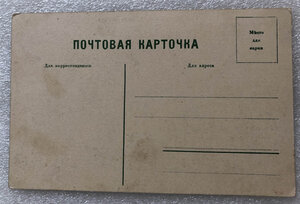 ПОЧТОВАЯ КАРТОЧКА
Мѣсто
для
марки
Для корреспонденціи
Для адреса